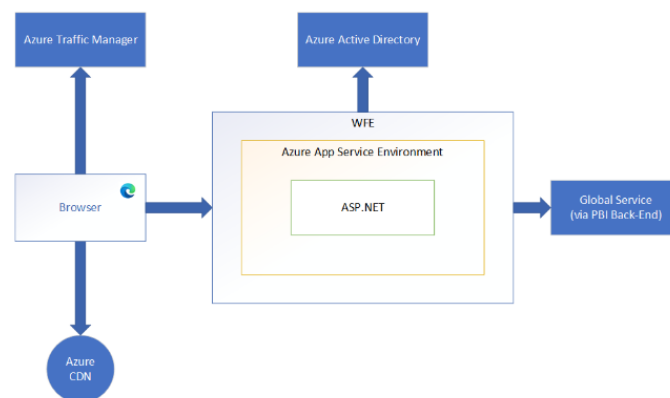 Azure Traffic Manager
Azure Active Directory
WFE
Azure App Service Environment
Browser
ASP.NET
Global Service
(via PBI Back-End)
Azure
CDN